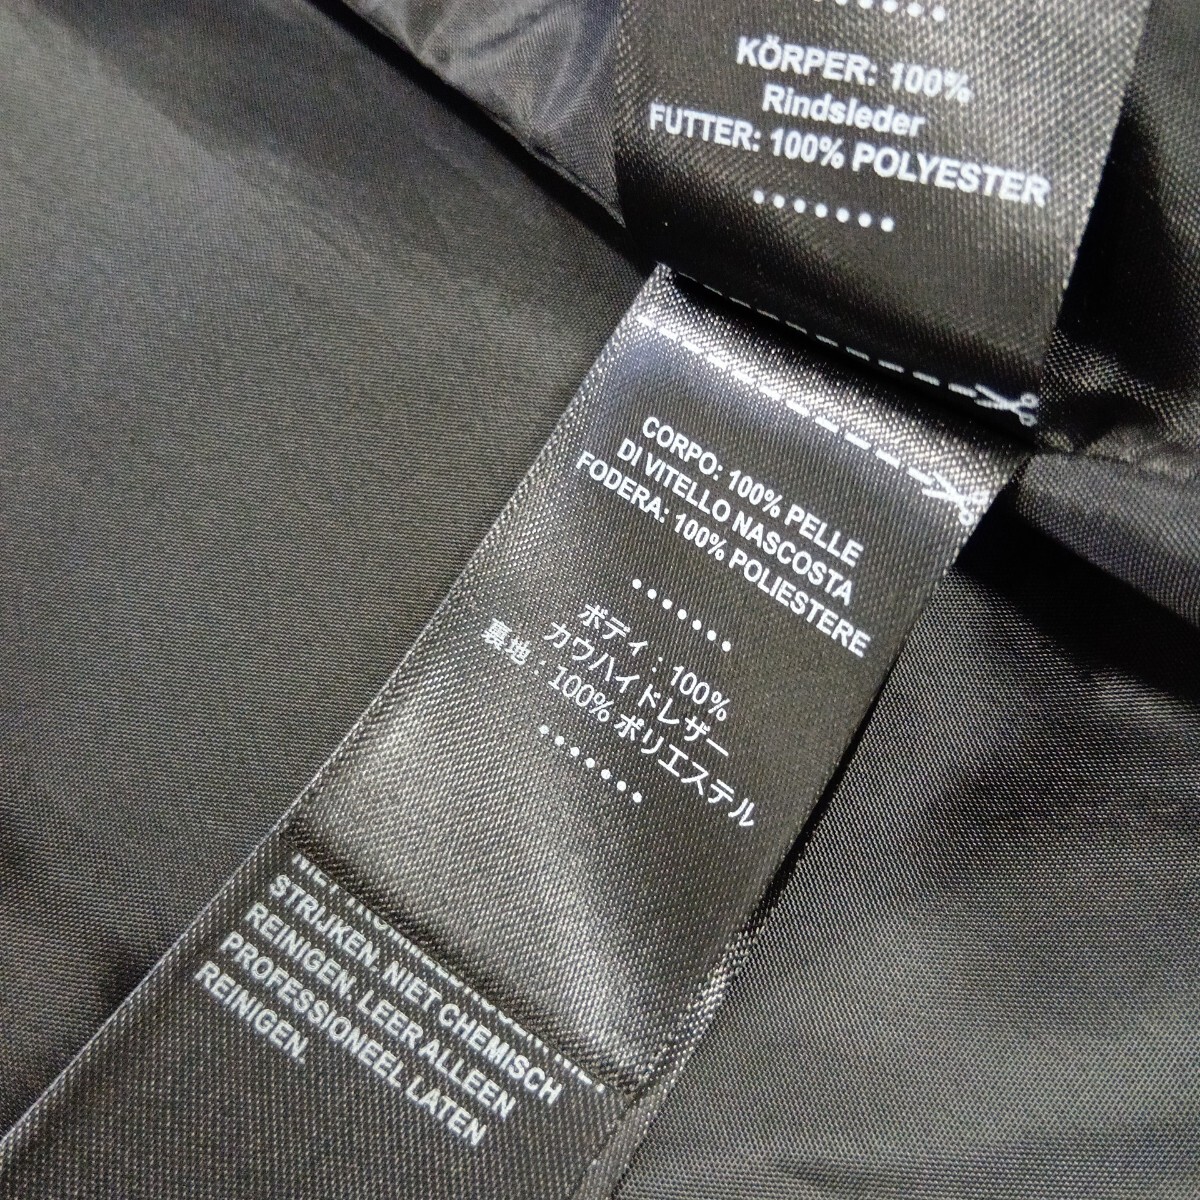 KÖRPER: 100%
Rindsleder
FUTTER: 100% POLYESTER
CORPO: 100% PELLE
DI VITELLO NASCOSTA
FODERA: 100% POLIESTERE
ボディ：100%
カウハイドレザー
裏地：100% ポリエステル
STRIJKEN. NIET CHEMISCH
REINIGEN. LEER ALLEEN
PROFESSIONEEL LATEN
REINIGEN.